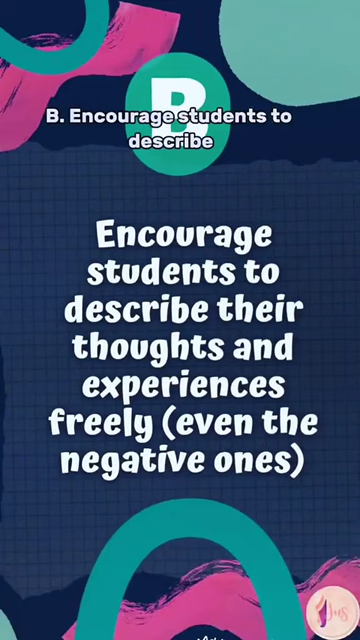 B
B. Encourage students to
describe
Encourage
students to
describe their
thoughts and
experiences
freely (even the
negative ones)